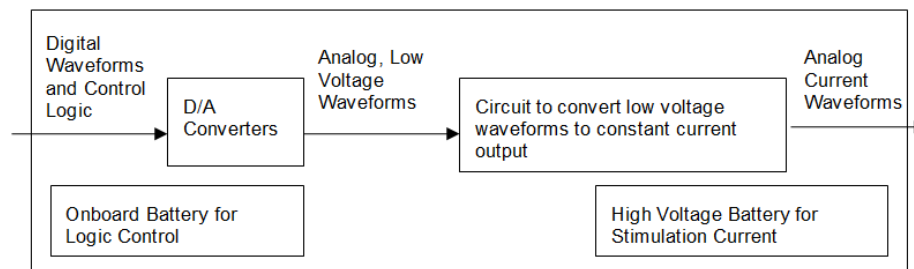 Digital
Waveforms
and Control
Logic
D/A
Converters
Analog, Low
Voltage
Waveforms
Circuit to convert low voltage
waveforms to constant current
output
Analog
Current
Waveforms
Onboard Battery for
Logic Control
High Voltage Battery for
Stimulation Current